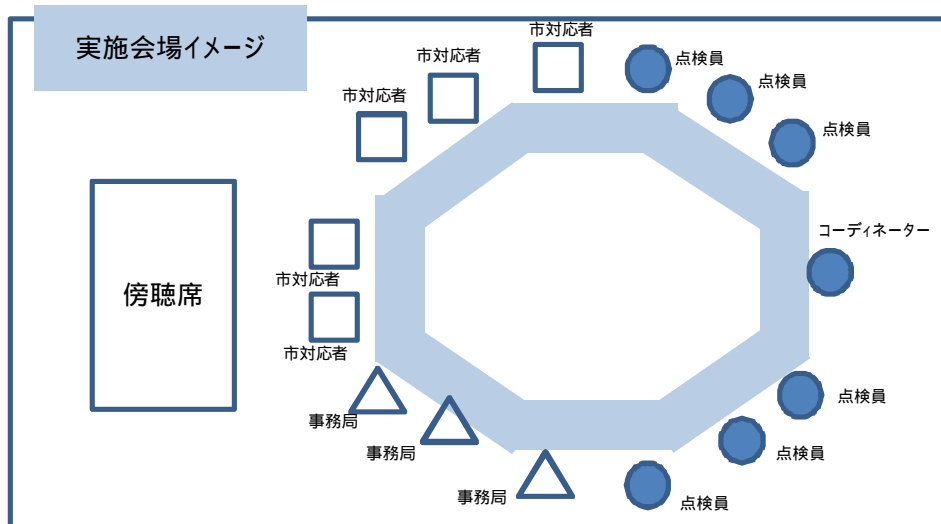 実施会場イメージ
市対応者
市対応者
市対応者
点検員
点検員
点検員
コーディネーター
傍聴席
市対応者
市対応者
事務局
事務局
事務局
点検員
点検員
点検員